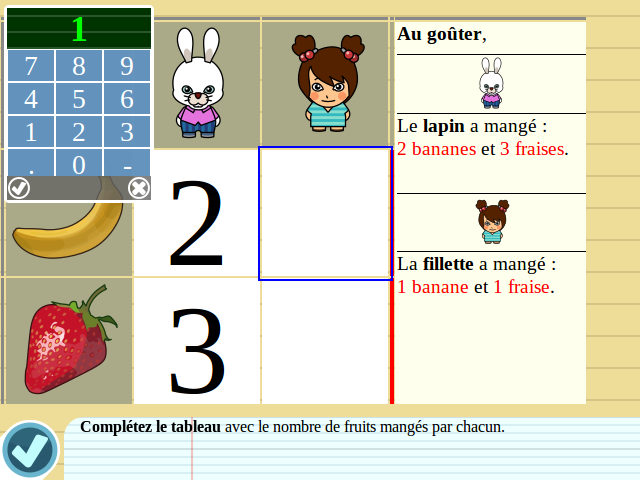 1
7 8 9
4 5 6
1 2 3
. 0 -
2
3
Au goûter,
Le lapin a mangé :
2 bananes et 3 fraises.
La fillette a mangé :
1 banane et 1 fraise.
Complétez le tableau avec le nombre de fruits mangés par chacun.